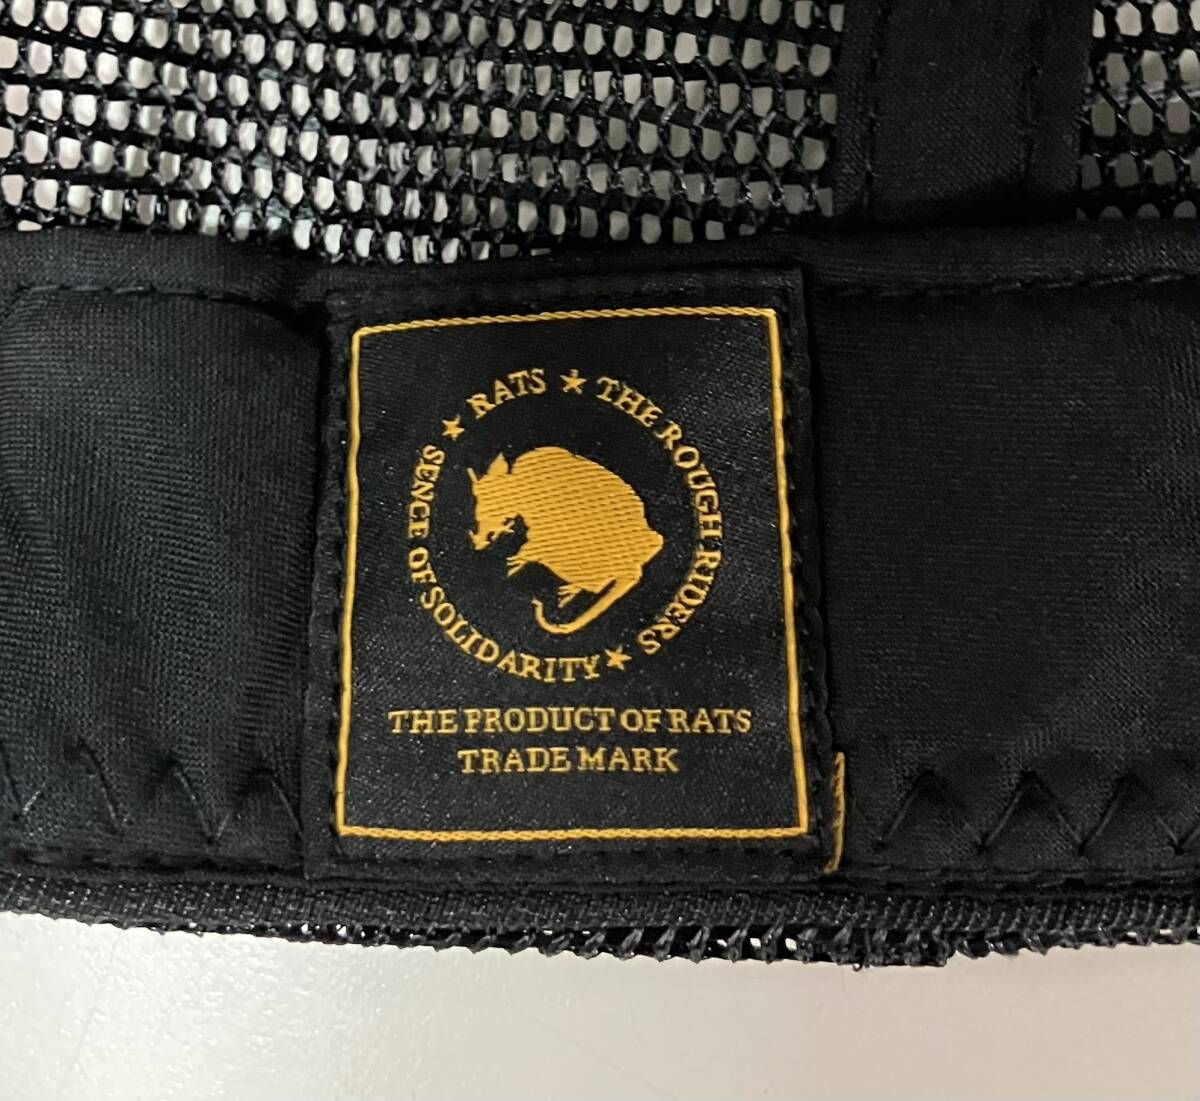 ★ RATS ★ THE ROUGH RIDERS ★ SENCE OF SOLIDARITY
THE PRODUCT OF RATS
TRADE MARK